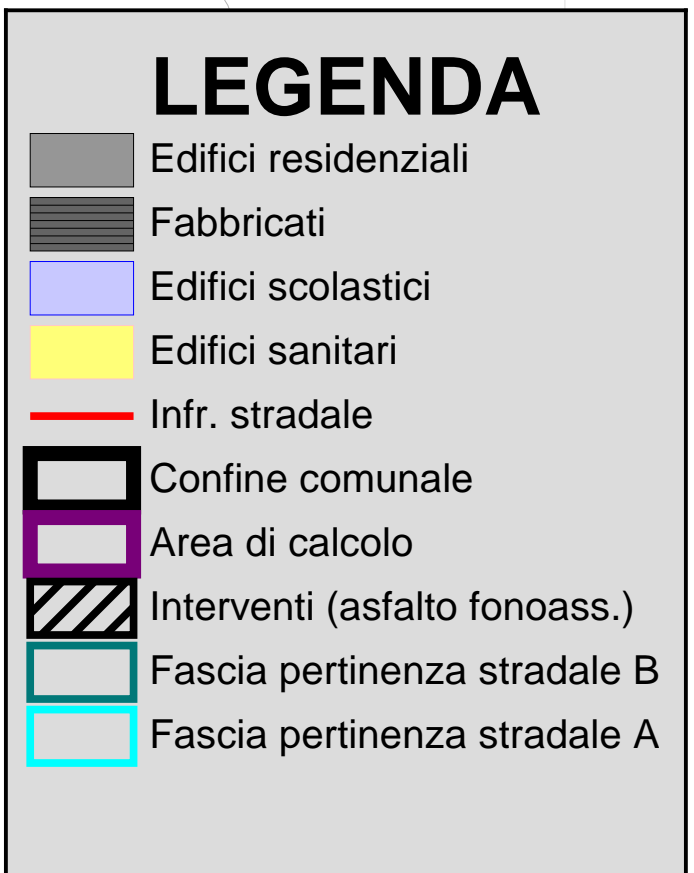 LEGENDA
Edifici residenziali
Fabbricati
Edifici scolastici
Edifici sanitari
Infr. stradale
Confine comunale
Area di calcolo
Interventi (asfalto fonoass.)
Fascia pertinenza stradale B
Fascia pertinenza stradale A